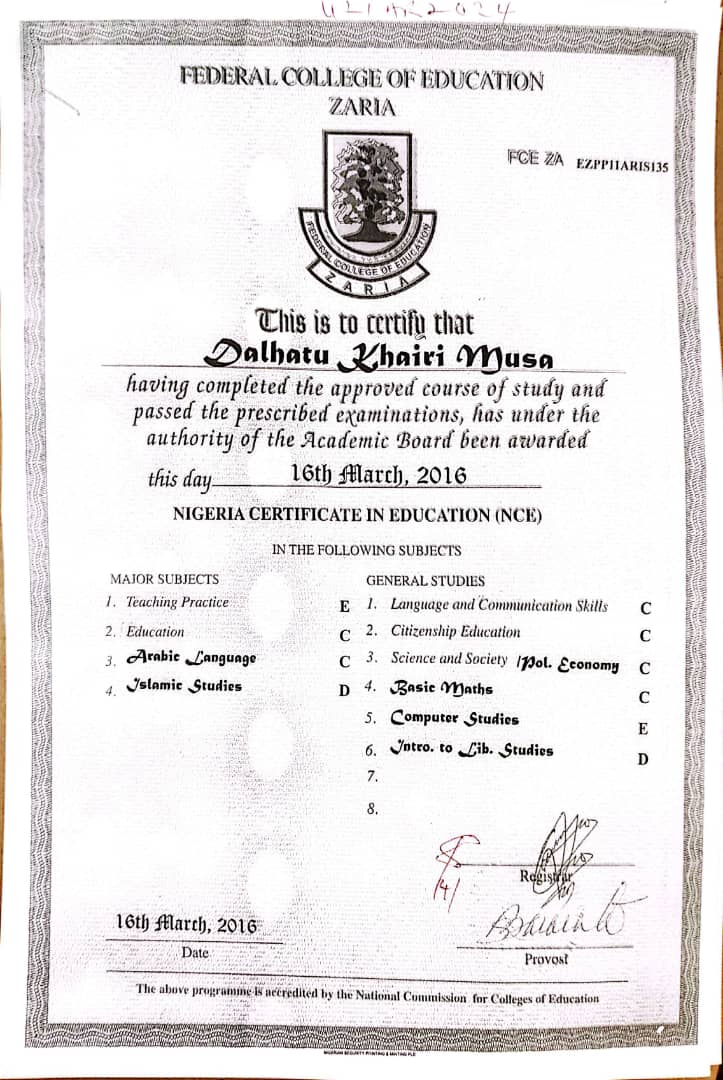 FEDERAL COLLEGE OF EDUCATION
ZARIA
FCE ZA EZPP11ARIS135
FEDERAL COLLEGE OF EDUCATION
ZARIA
This is to certify that
Dalhatu Khairi Musa
having completed the approved course of study and
passed the prescribed examinations, has under the
authority of the Academic Board been awarded
this day 16th March, 2016
NIGERIA CERTIFICATE IN EDUCATION (NCE)
IN THE FOLLOWING SUBJECTS
MAJOR SUBJECTS
1. Teaching Practice E
2. Education C
3. Arabic Language C
4. Islamic Studies D
GENERAL STUDIES
1. Language and Communication Skills C
2. Citizenship Education C
3. Science and Society /Pol. Economy C
4. Basic Maths C
5. Computer Studies E
6. Intro. to Lib. Studies D
7.
8.
Registrar
16th March, 2016
Date
Provost
The above programme is accredited by the National Commission for Colleges of Education
NIGERIAN SECURITY PRINTING & MINTING PLC